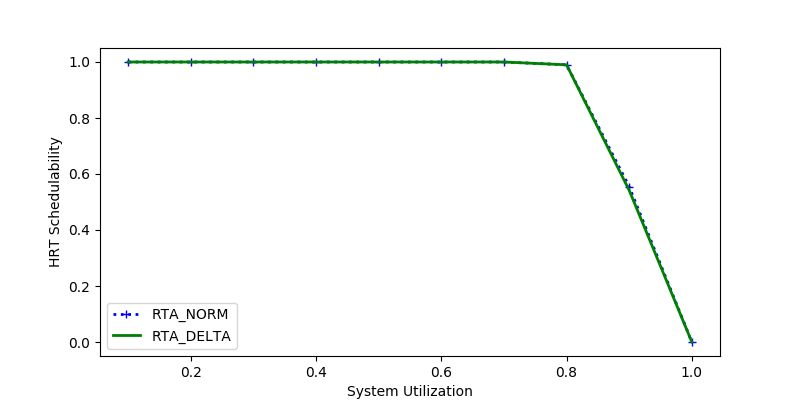 1.0
0.8
0.6
0.4
0.2
0.0
HRT Schedulability
RTA_NORM
RTA_DELTA
0.2 0.4 0.6 0.8 1.0
System Utilization